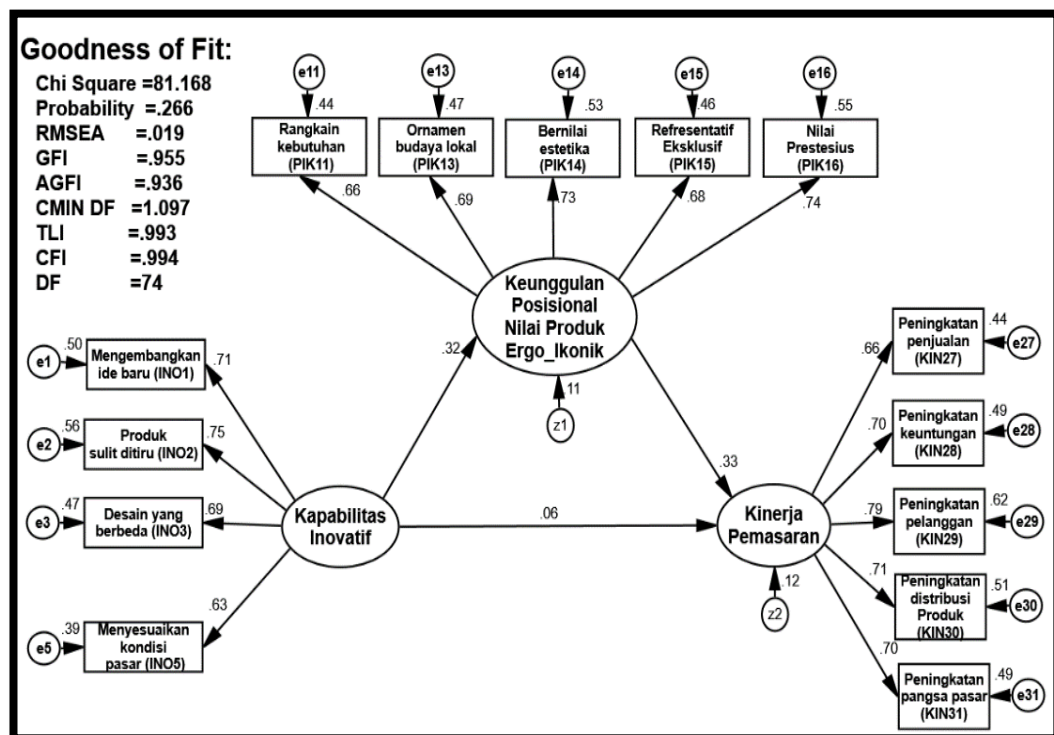 Goodness of Fit:
Chi Square =81.168
Probability =.266
RMSEA =.019
GFI =.955
AGFI =.936
CMIN DF =1.097
TLI =.993
CFI =.994
DF =74
e11
e13
e14
e15
e16
.44
.47
.53
.46
.55
Rangkain
kebutuhan
(PIK11)
Ornamen
budaya lokal
(PIK13)
Bernilai
estetika
(PIK14)
Refresentatif
Eksklusif
(PIK15)
Nilai
Prestesius
(PIK16)
.66
.69
.73
.68
.74
Keunggulan
Posisional
Nilai Produk
Ergo_Ikonik
.32
.11
z1
.33
e1
.50
Mengembangkan
ide baru (INO1)
.71
e2
.56
Produk
sulit ditiru (INO2)
.75
e3
.47
Desain yang
berbeda (INO3)
.69
e5
.39
Menyesuaikan
kondisi
pasar (INO5)
.63
Kapabilitas
Inovatif
.06
Kinerja
Pemasaran
.12
z2
.66
Peningkatan
penjualan
(KIN27)
.44
e27
.70
Peningkatan
keuntungan
(KIN28)
.49
e28
.79
Peningkatan
pelanggan
(KIN29)
.62
e29
.71
Peningkatan
distribusi
Produk
(KIN30)
.51
e30
.70
Peningkatan
pangsa pasar
(KIN31)
.49
e31